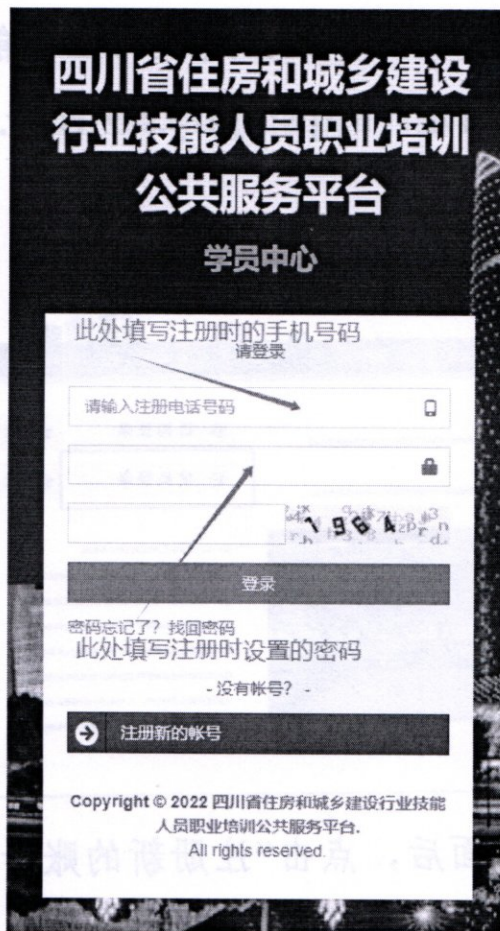 四川省住房和城乡建设
行业技能人员职业培训
公共服务平台
学员中心
此处填写注册时的手机号码
请登录
请输入注册电话号码
1964
登录
密码忘记了？找回密码
此处填写注册时设置的密码
- 没有帐号？ -
注册新的帐号
Copyright © 2022 四川省住房和城乡建设行业技能
人员职业培训公共服务平台.
All rights reserved.